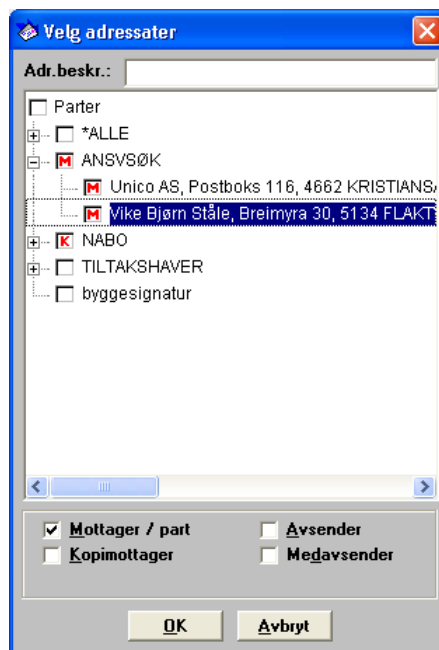 Velg adressater
Adr.beskr.:
Parter
*ALLE
M ANSVSØK
M Unico AS, Postboks 116, 4662 KRISTIANSA
M Vike Bjørn Ståle, Breimyra 30, 5134 FLAKT
K NABO
TILTAKSHAVER
byggesignatur
Mottager / part Avsender
Kopimottager Medavsender
OK Avbryt